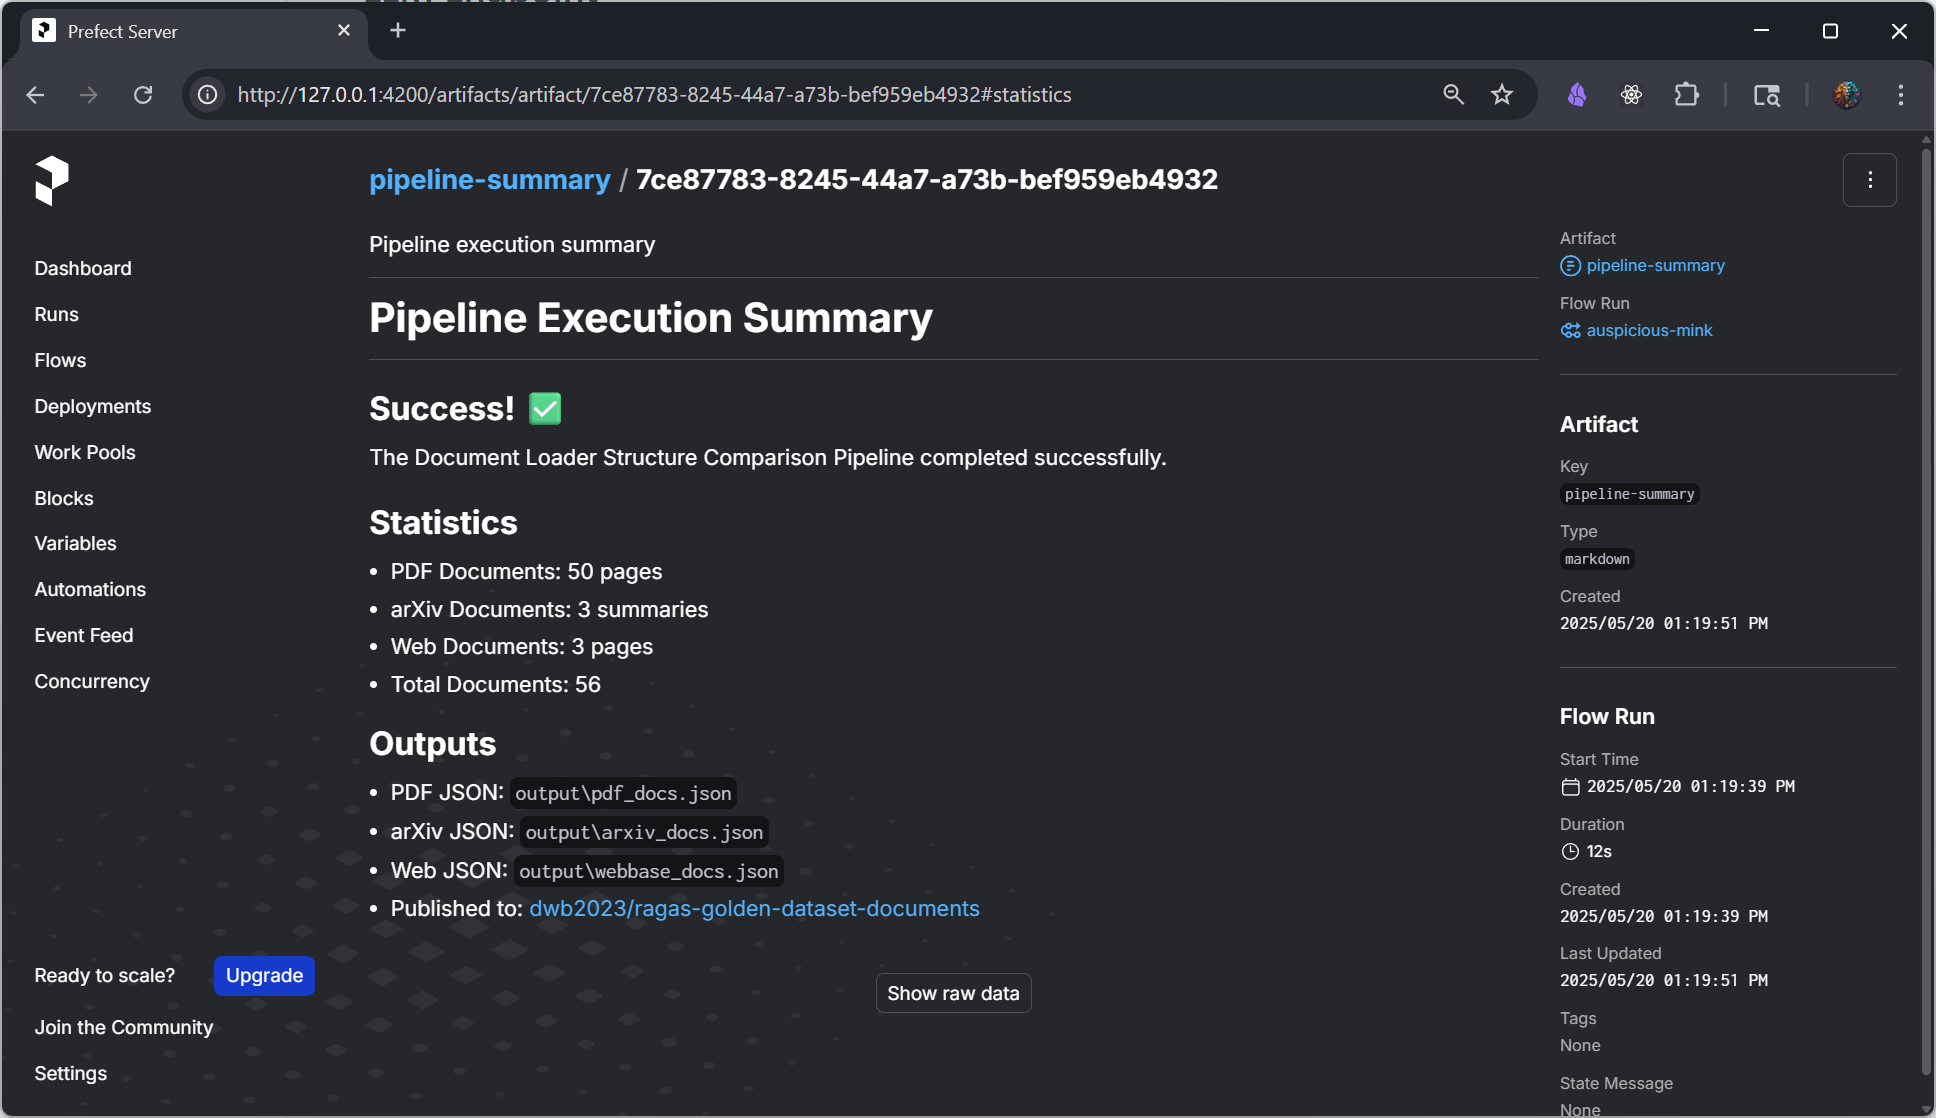 Prefect Server
http://127.0.0.1:4200/artifacts/artifact/7ce87783-8245-44a7-a73b-bef959eb4932#statistics
Dashboard
Runs
Flows
Deployments
Work Pools
Blocks
Variables
Automations
Event Feed
Concurrency
Ready to scale? Upgrade
Join the Community
Settings
pipeline-summary / 7ce87783-8245-44a7-a73b-bef959eb4932
Pipeline execution summary
Pipeline Execution Summary
Success! ✅
The Document Loader Structure Comparison Pipeline completed successfully.
Statistics
• PDF Documents: 50 pages
• arXiv Documents: 3 summaries
• Web Documents: 3 pages
• Total Documents: 56
Outputs
• PDF JSON: output\pdf_docs.json
• arXiv JSON: output\arxiv_docs.json
• Web JSON: output\webbase_docs.json
• Published to: dwb2023/ragas-golden-dataset-documents
Show raw data
Artifact
pipeline-summary
Flow Run
auspicious-mink
Artifact
Key
pipeline-summary
Type
markdown
Created
2025/05/20 01:19:51 PM
Flow Run
Start Time
2025/05/20 01:19:39 PM
Duration
12s
Created
2025/05/20 01:19:39 PM
Last Updated
2025/05/20 01:19:51 PM
Tags
None
State Message
None